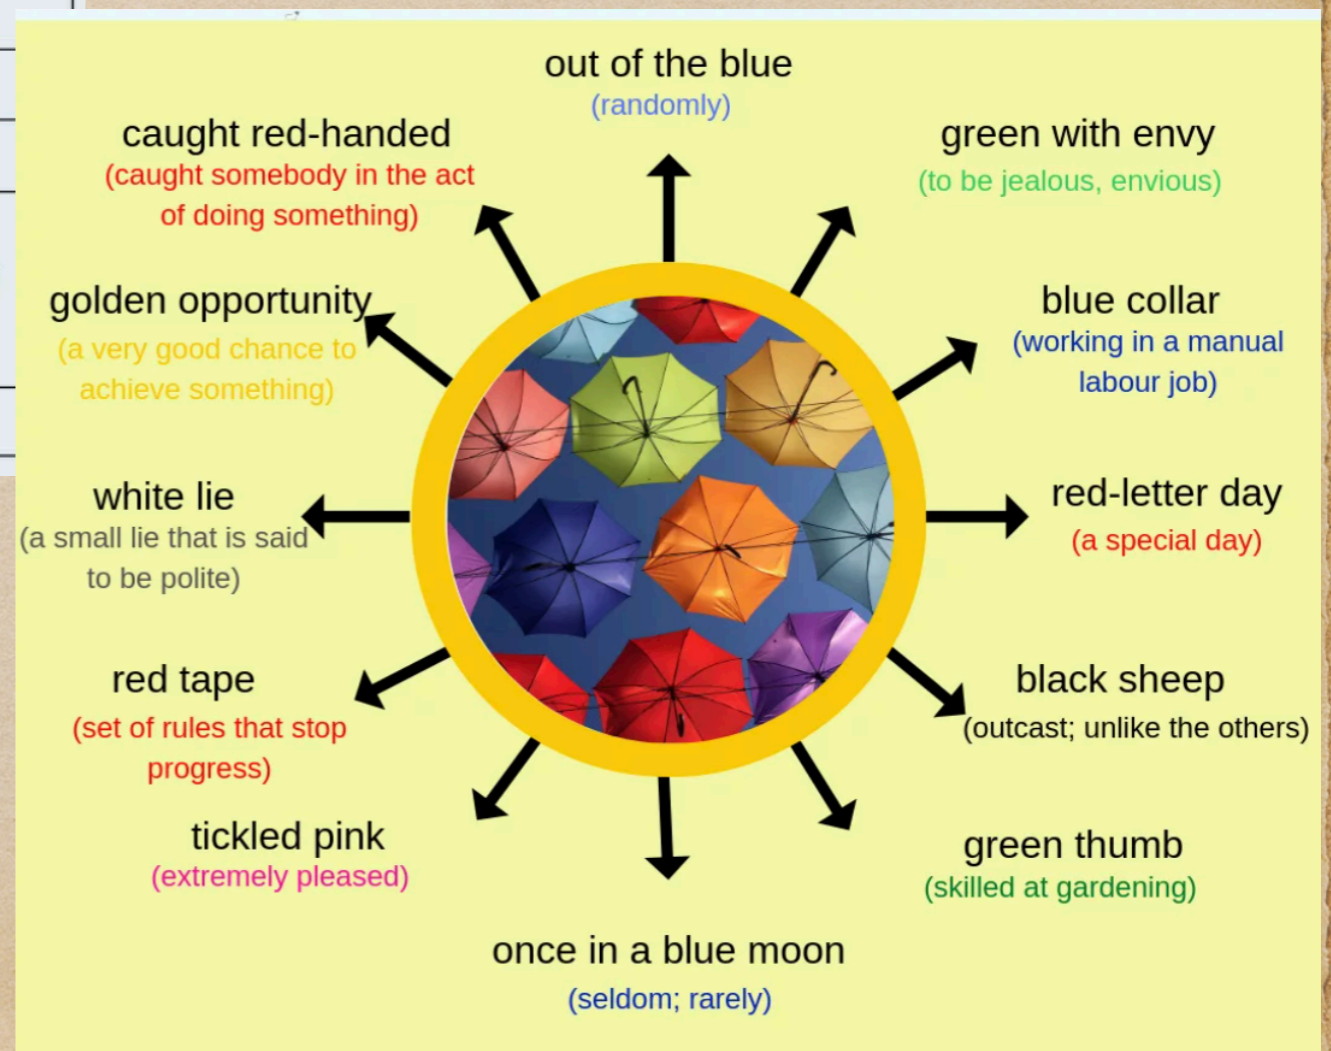 out of the blue
(randomly)
caught red-handed
(caught somebody in the act
of doing something)
green with envy
(to be jealous, envious)
golden opportunity
(a very good chance to
achieve something)
blue collar
(working in a manual
labour job)
white lie
(a small lie that is said
to be polite)
red-letter day
(a special day)
red tape
(set of rules that stop
progress)
black sheep
(outcast; unlike the others)
tickled pink
(extremely pleased)
green thumb
(skilled at gardening)
once in a blue moon
(seldom; rarely)